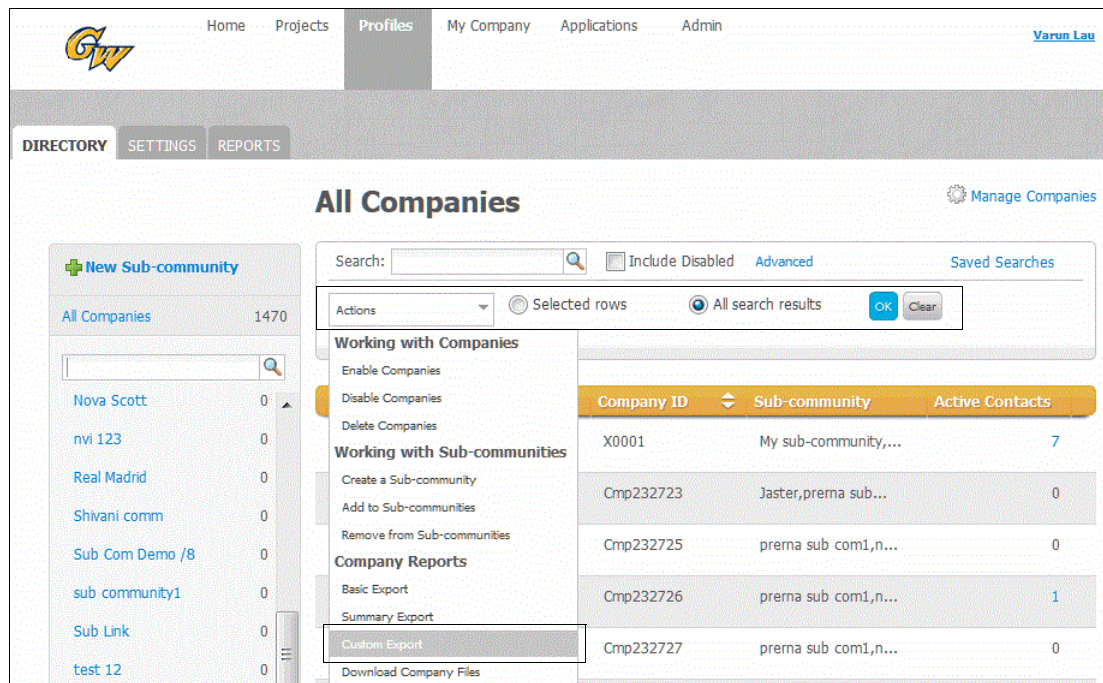 GW
Home Projects Profiles My Company Applications Admin
Varun Lau
DIRECTORY SETTINGS REPORTS
All Companies
Manage Companies
New Sub-community
All Companies 1470
Nova Scott 0
nvi 123 0
Real Madrid 0
Shivani comm 0
Sub Com Demo /8 0
sub community1 0
Sub Link 0
test 12 0
Search: Include Disabled Advanced Saved Searches
Actions Selected rows All search results OK Clear
Working with Companies
Enable Companies
Disable Companies
Delete Companies
Working with Sub-communities
Create a Sub-community
Add to Sub-communities
Remove from Sub-communities
Company Reports
Basic Export
Summary Export
Custom Export
Download Company Files
Company ID Sub-community Active Contacts
X0001 My sub-community,... 7
Cmp232723 Jaster,prerna sub... 0
Cmp232725 prerna sub com1,n... 0
Cmp232726 prerna sub com1,n... 1
Cmp232727 prerna sub com1,n... 0